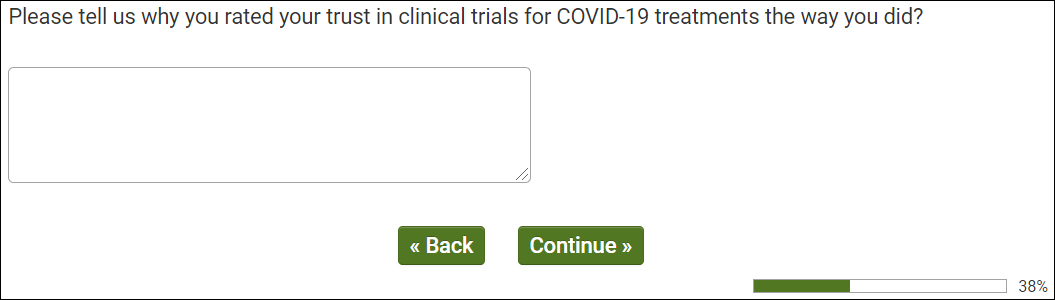 Please tell us why you rated your trust in clinical trials for COVID-19 treatments the way you did?
« Back
Continue »
38%